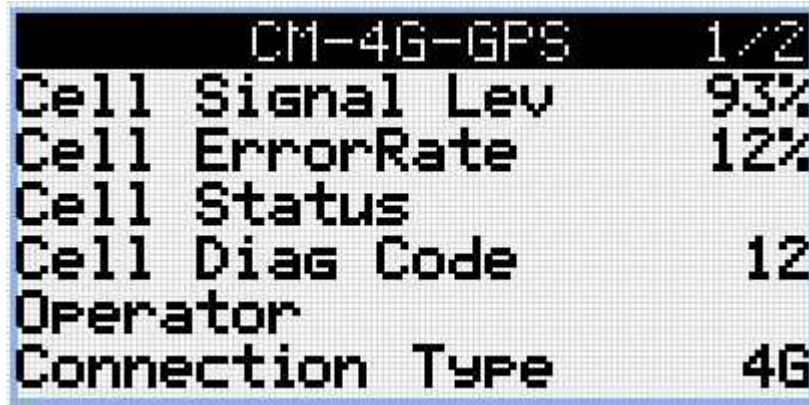 CM-4G-GPS 1/2
Cell Signal Lev 93%
Cell ErrorRate 12%
Cell Status
Cell Diag Code 12
Operator
Connection Type 4G